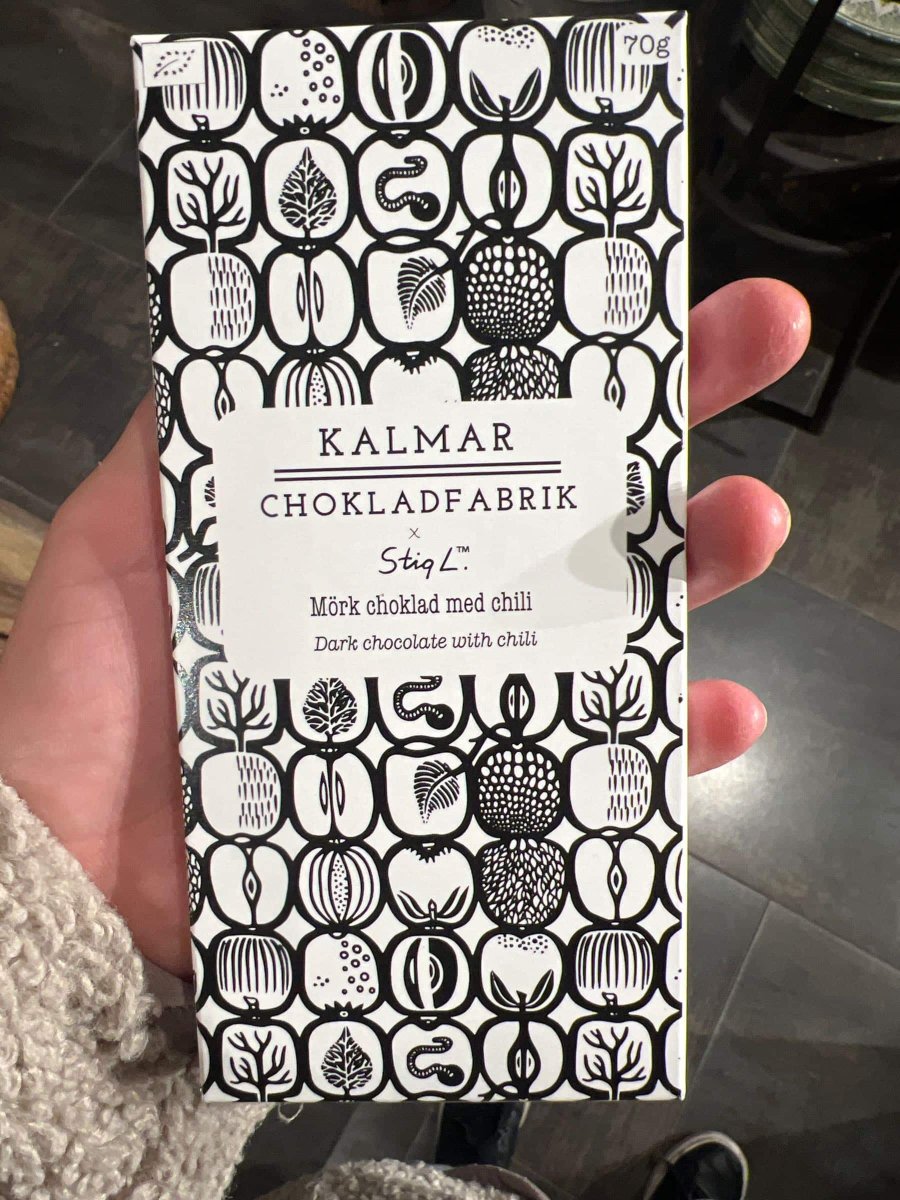 70g
KALMAR
CHOKLADFABRIK
x
Stig L.™
Mörk choklad med chili
Dark chocolate with chili